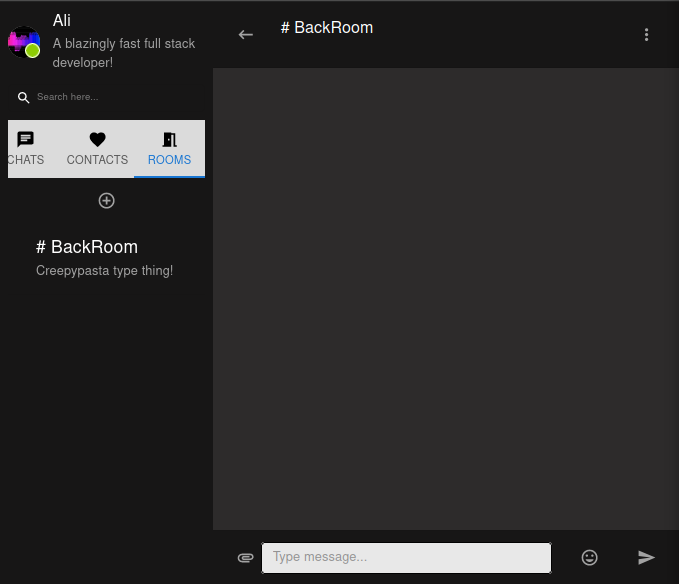 Ali
A blazingly fast full stack
developer!
Search here...
CHATS CONTACTS ROOMS
# BackRoom
Creepypasta type thing!
# BackRoom
Type message...